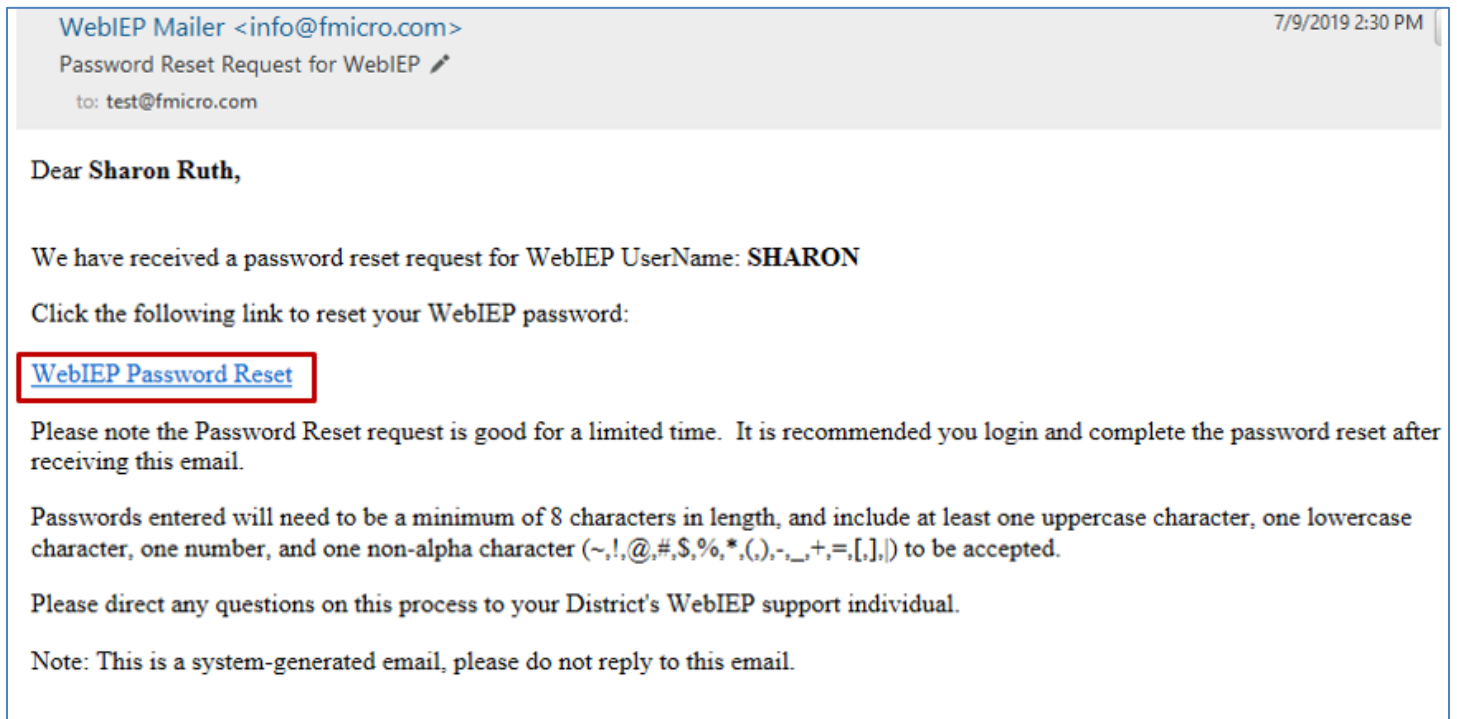 WebIEP Mailer <info@fmicro.com>
7/9/2019 2:30 PM
Password Reset Request for WebIEP
to: test@fmicro.com
Dear Sharon Ruth,
We have received a password reset request for WebIEP UserName: SHARON
Click the following link to reset your WebIEP password:
WebIEP Password Reset
Please note the Password Reset request is good for a limited time.  It is recommended you login and complete the password reset after
receiving this email.
Passwords entered will need to be a minimum of 8 characters in length, and include at least one uppercase character, one lowercase
character, one number, and one non-alpha character (~,!,@,#,$,%,*,(,),-,_,+,=,[,],|) to be accepted.
Please direct any questions on this process to your District's WebIEP support individual.
Note: This is a system-generated email, please do not reply to this email.